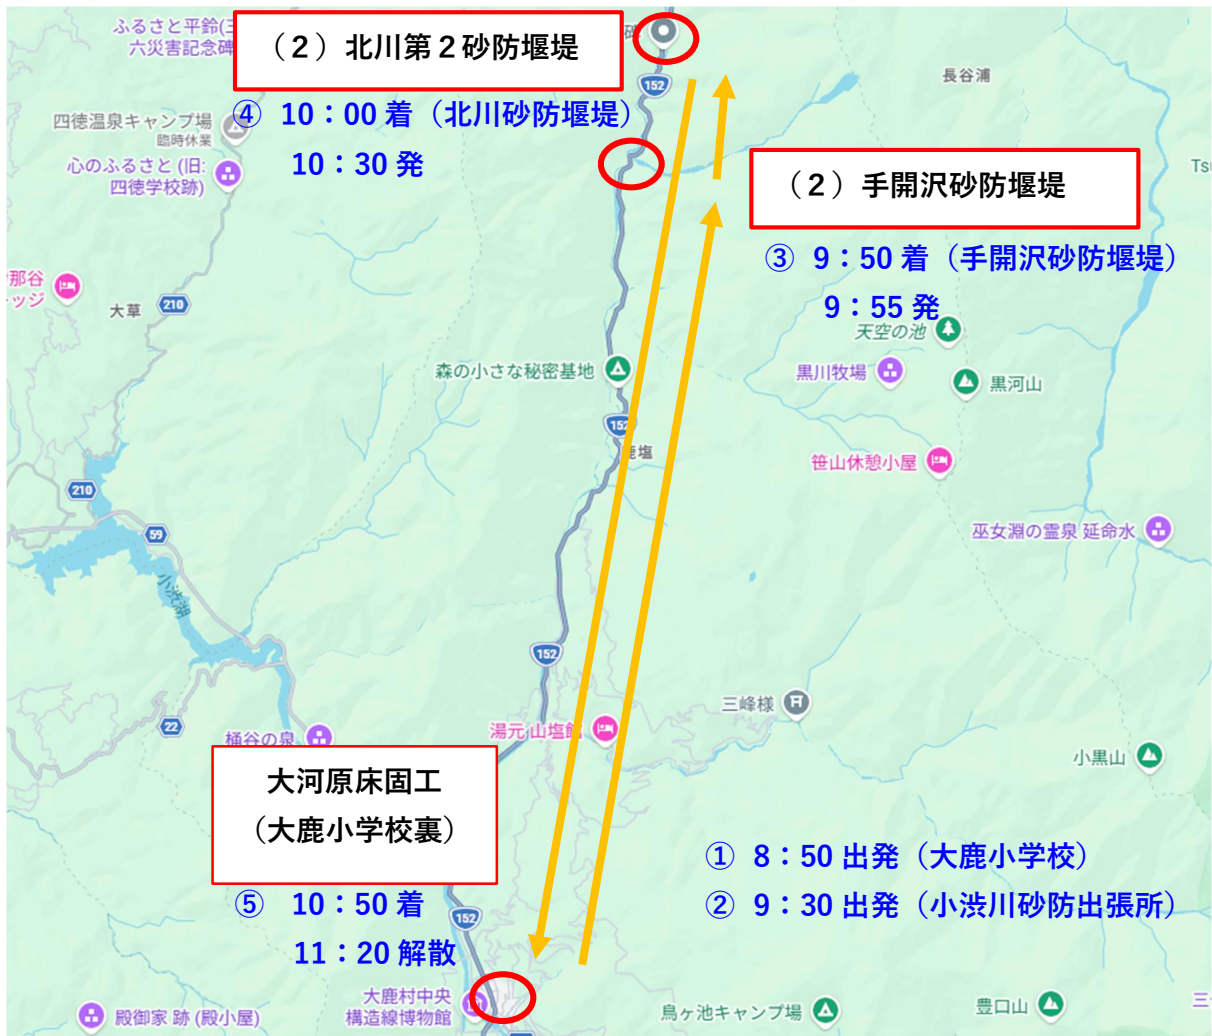 ふるさと平鈴(三
六災害記念碑
碑
（２）北川第２砂防堰堤
152
長谷浦
④ 10：00 着（北川砂防堰堤）
10：30 発
四徳温泉キャンプ場
臨時休業
心のふるさと (旧:
四徳学校跡)
（２）手開沢砂防堰堤
③ 9：50 着（手開沢砂防堰堤）
9：55 発
那谷
ッジ
大草
210
天空の池
森の小さな秘密基地
黒川牧場
黒河山
152
鹿塩
笹山休憩小屋
210
59
巫女淵の霊泉 延命水
小渋湖
152
三峰様
22
桶谷の泉
湯元 山塩館
小黒山
大河原床固工
（大鹿小学校裏）
① 8：50 出発（大鹿小学校）
② 9：30 出発（小渋川砂防出張所）
⑤ 10：50 着
152
11：20 解散
大鹿村中央
構造線博物館
殿御家 跡 (殿小屋)
鳥ヶ池キャンプ場
豊口山
三